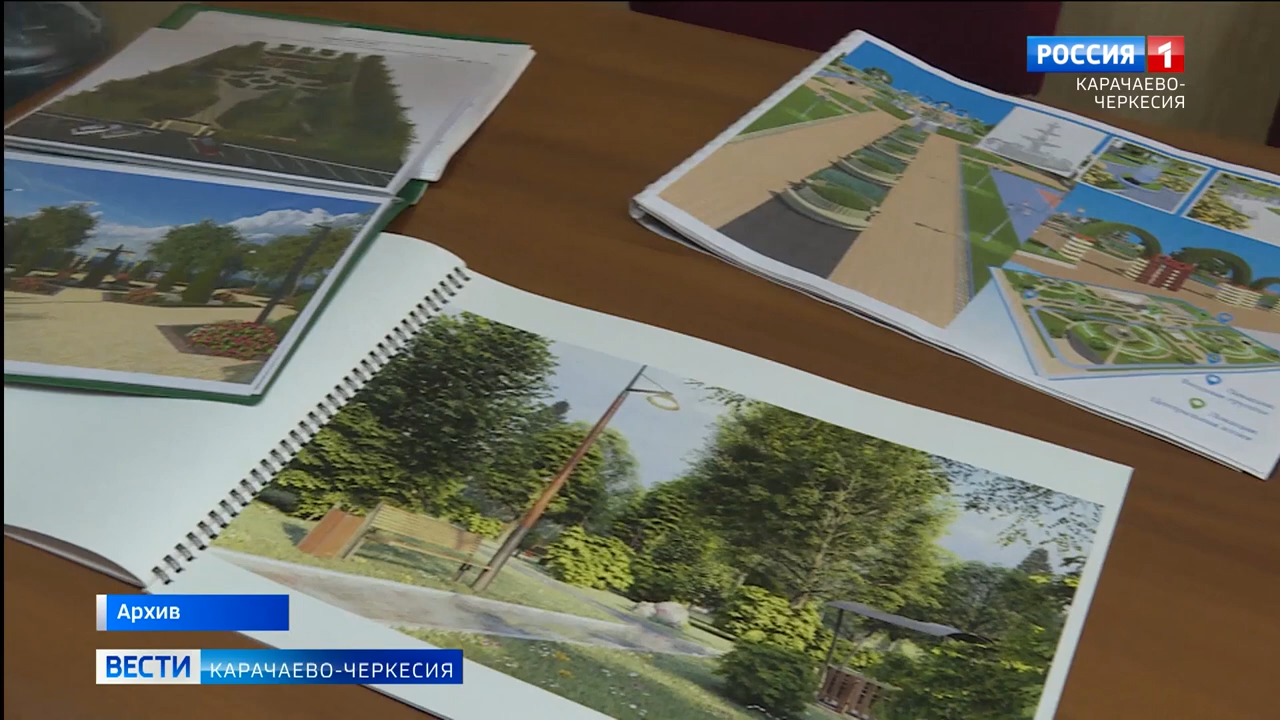 РОССИЯ 1
КАРАЧАЕВО-
ЧЕРКЕСИЯ
Архив
ВЕСТИ КАРАЧАЕВО-ЧЕРКЕСИЯ